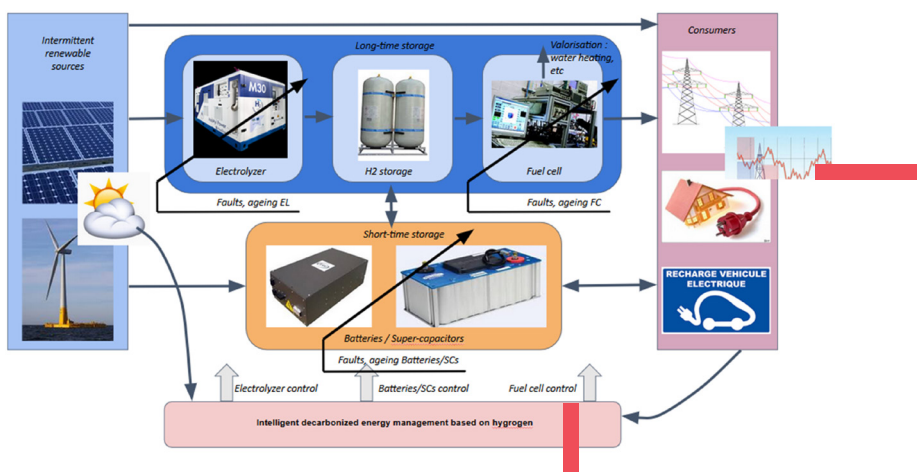 Intermittent
renewable
sources
Long-time storage
Valorisation :
water heating,
etc
Consumers
M30
H2
Electrolyzer
H2 storage
Fuel cell
Faults, ageing EL
Faults, ageing FC
Short-time storage
RECHARGE VEHICULE
ELECTRIQUE
Batteries / Super-capacitors
Faults, ageing Batteries/SCs
Electrolyzer control
Batteries/SCs control
Fuel cell control
Intelligent decarbonized energy management based on hygrogen